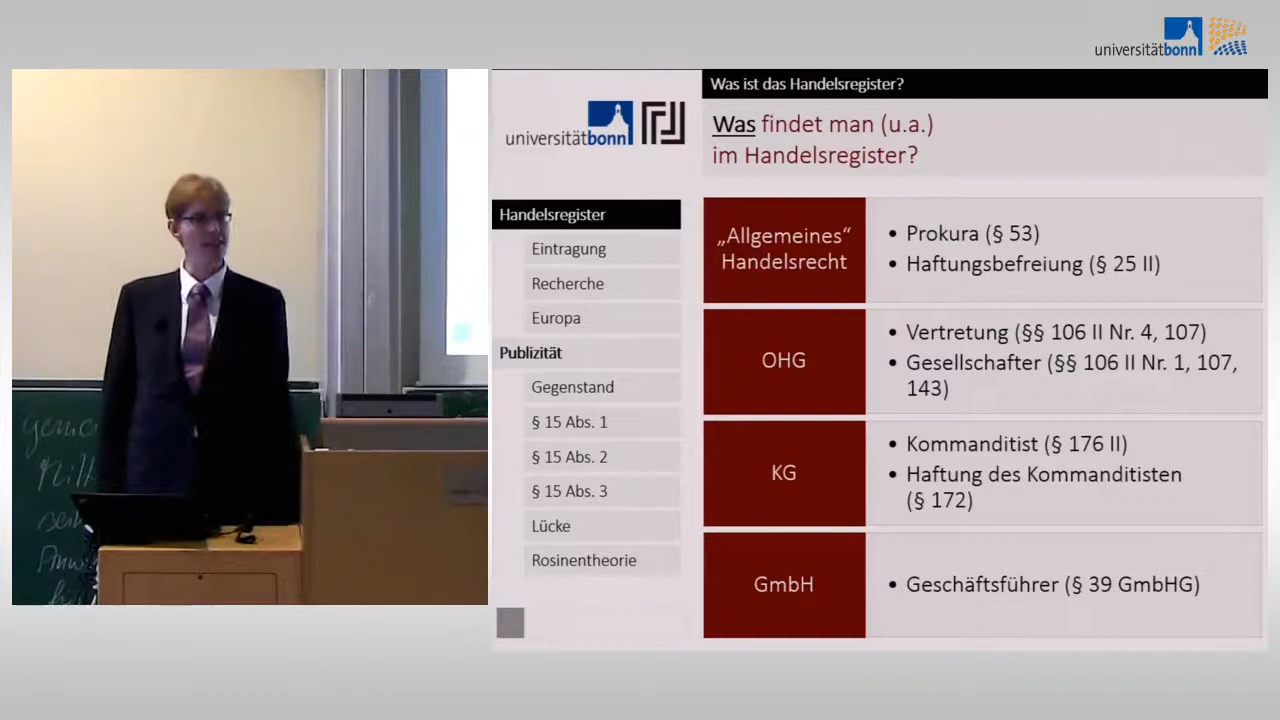 universitätbonn
Was ist das Handelsregister?
universitätbonn
Was findet man (u.a.)
im Handelsregister?
Handelsregister
Eintragung
Recherche
Europa
Publizität
Gegenstand
§ 15 Abs. 1
§ 15 Abs. 2
§ 15 Abs. 3
Lücke
Rosinentheorie
„Allgemeines“
Handelsrecht
• Prokura (§ 53)
• Haftungsbefreiung (§ 25 II)
OHG
• Vertretung (§§ 106 II Nr. 4, 107)
• Gesellschafter (§§ 106 II Nr. 1, 107,
143)
KG
• Kommanditist (§ 176 II)
• Haftung des Kommanditisten
(§ 172)
GmbH
• Geschäftsführer (§ 39 GmbHG)